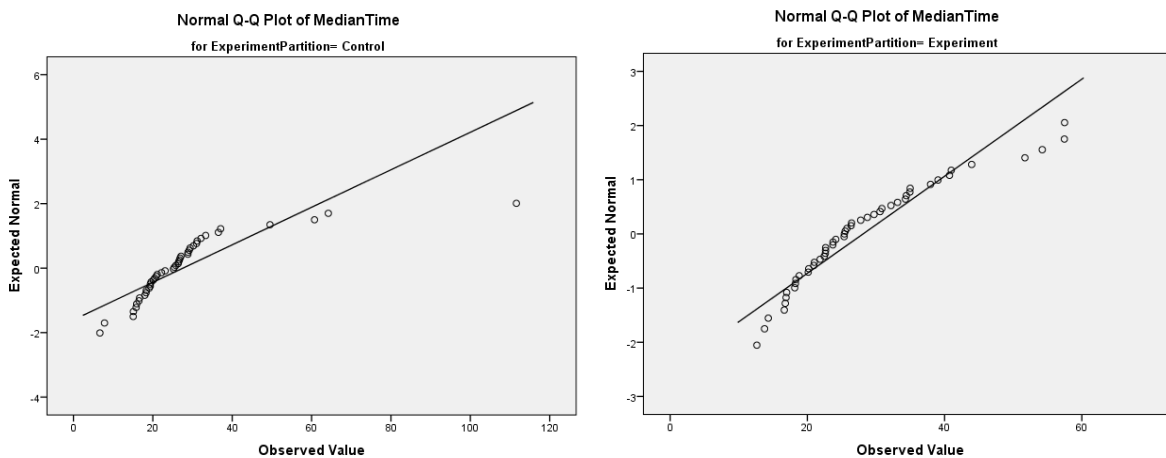 Normal Q-Q Plot of MedianTime
for ExperimentPartition= Control
Expected Normal
6
4
2
0
-2
-4
0 20 40 60 80 100 120
Observed Value
Normal Q-Q Plot of MedianTime
for ExperimentPartition= Experiment
Expected Normal
3
2
1
0
-1
-2
-3
0 20 40 60
Observed Value